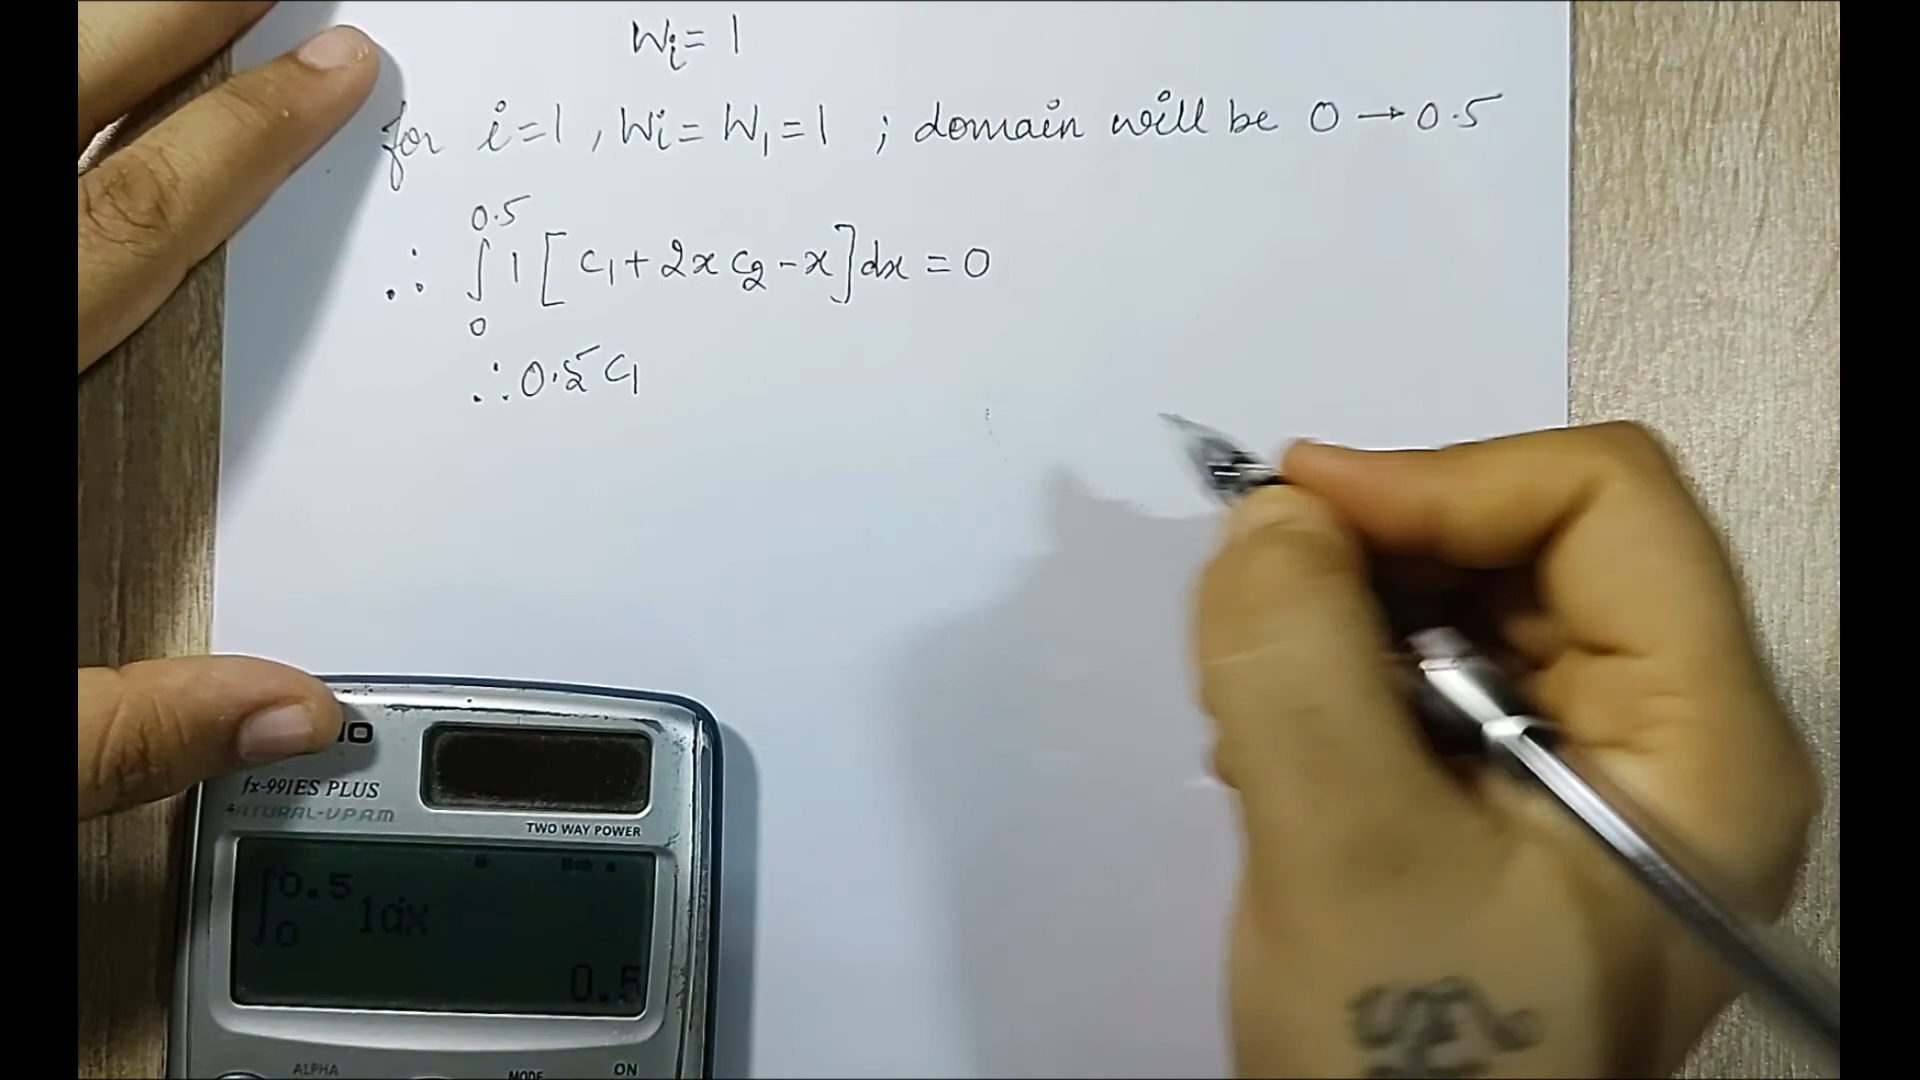 Wi = 1
for i=1, Wi = W₁ = 1 ; domain will be 0 → 0.5
∴ ∫₀^0.5 1 [ C₁ + 2x C₂ - x ] dx = 0
∴ 0.5 C₁
fx-991ES PLUS
TWO WAY POWER
∫₀^0.5 1dx
0.5
ALPHA MODE ON